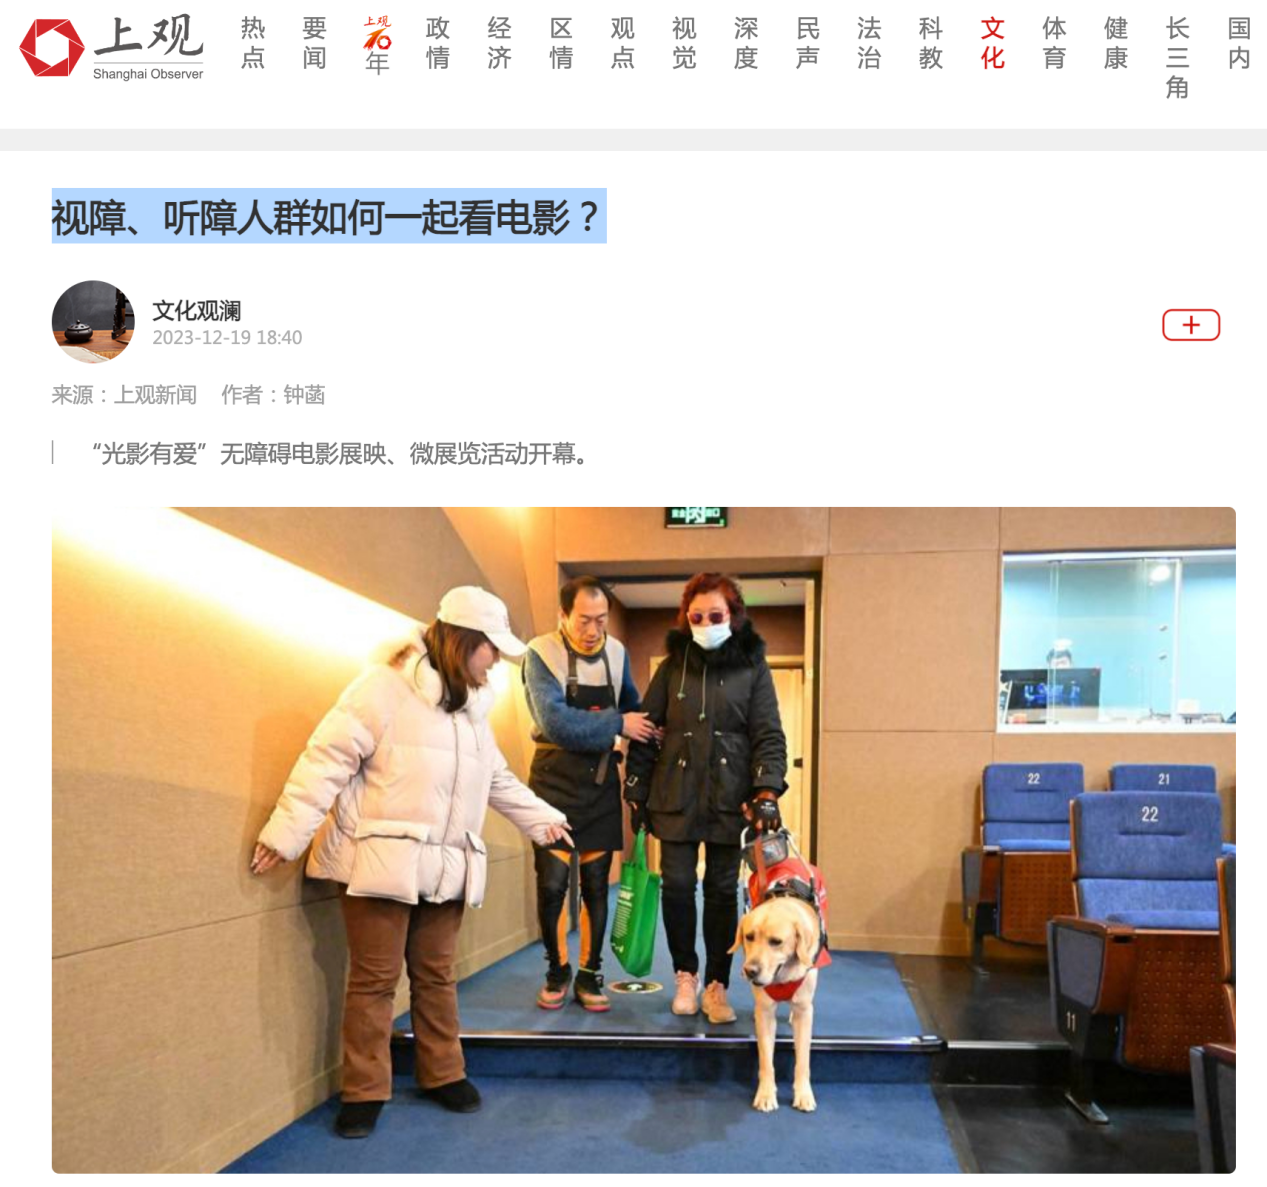 上观
Shanghai Observer
热点
要闻
上观10年
政情
经济
区情
观点
视觉
深度
民声
法治
科教
文化
体育
健康
长三角
国内
视障、听障人群如何一起看电影？
文化观澜
2023-12-19 18:40
来源：上观新闻 作者：钟菡
“光影有爱”无障碍电影展映、微展览活动开幕。
22
21
22
11